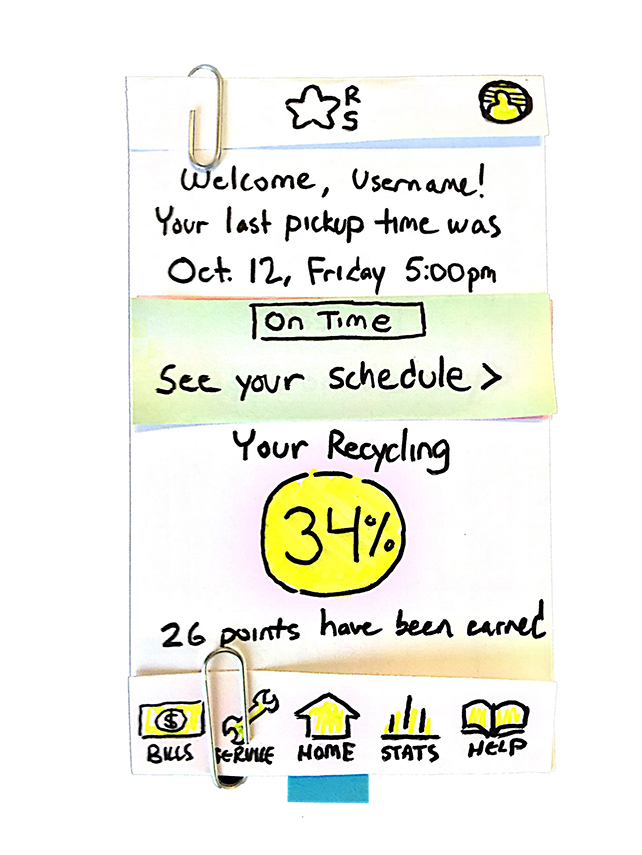 R
S
Welcome, Username!
Your last pickup time was
Oct. 12, Friday 5:00pm
On Time
See your schedule >
Your Recycling
34%
26 points have been earned
$
BILLS SERVICE HOME STATS HELP